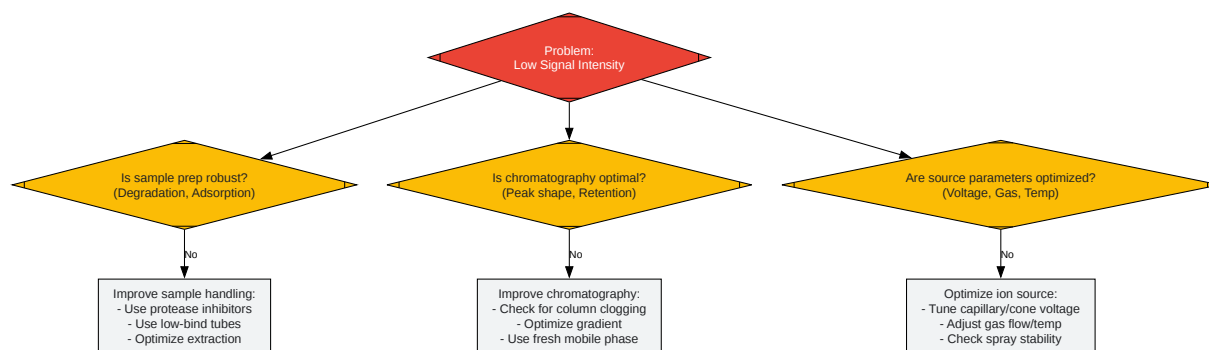 Problem:
Low Signal Intensity
Is sample prep robust?
(Degradation, Adsorption)
Is chromatography optimal?
(Peak shape, Retention)
Are source parameters optimized?
(Voltage, Gas, Temp)
No
No
No
Improve sample handling:
- Use protease inhibitors
- Use low-bind tubes
- Optimize extraction
Improve chromatography:
- Check for column clogging
- Optimize gradient
- Use fresh mobile phase
Optimize ion source:
- Tune capillary/cone voltage
- Adjust gas flow/temp
- Check spray stability